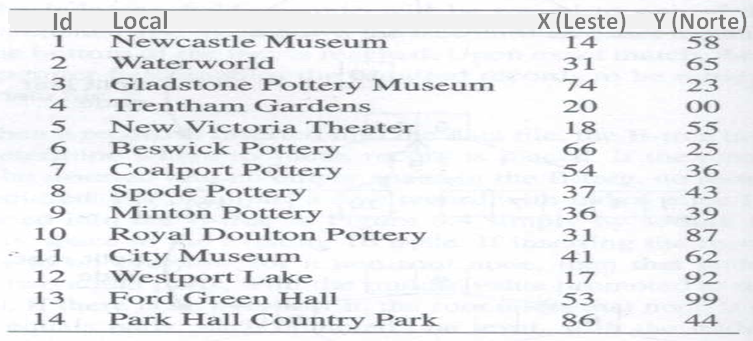 Id Local X (Leste) Y (Norte)
1 Newcastle Museum 14 58
2 Waterworld 31 65
3 Gladstone Pottery Museum 74 23
4 Trentham Gardens 20 00
5 New Victoria Theater 18 55
6 Beswick Pottery 66 25
7 Coalport Pottery 36
8 Spode Pottery 37 43
9 Minton Pottery 36 39
10 Royal Doulton Pottery 31 87
11 City Museum 41 62
12 Westport Lake 92
13 Ford Green Hall 53 99
14 Park Hall Country Park 86 44